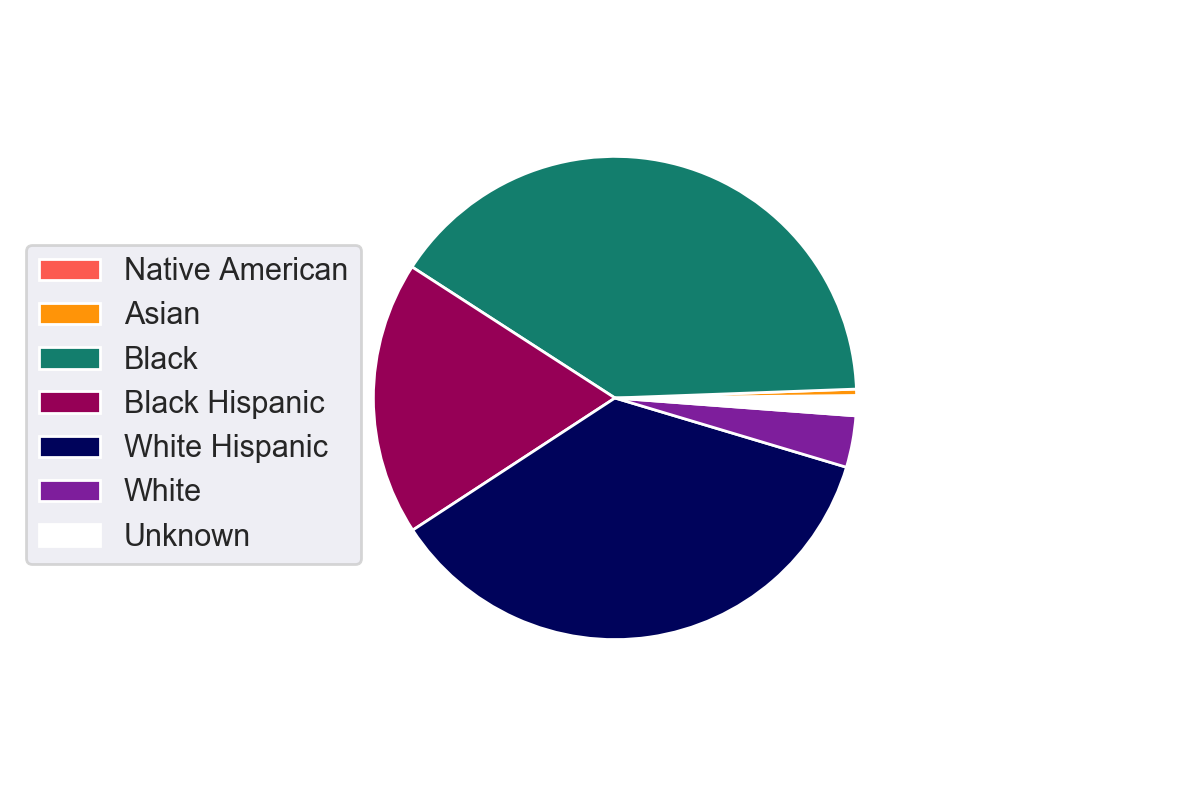 Native American
Asian
Black
Black Hispanic
White Hispanic
White
Unknown